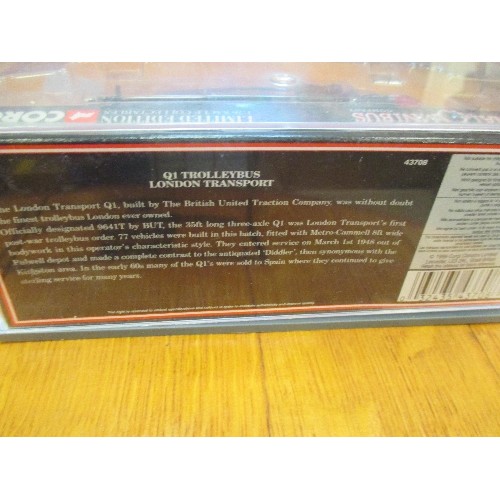 4 CORG
LIMITED EDITION
OMNIBUS
Q1 TROLLEYBUS
LONDON TRANSPORT
43708
he London Transport Q1, built by The British United Traction Company, was without doubt
the finest trolleybus London ever owned.
Officially designated 9641T by BUT, the 35ft long three-axle Q1 was London Transport's first
post-war trolleybus order. 77 vehicles were built in this batch, fitted with Metro-Cammell 8ft wide
bodywork in this operator's characteristic style. They entered service on March 1st 1948 out of
Fulwell depot and made a complete contrast to the antiquated 'Diddler', then synonymous with the
Kingston area. In the early 60s many of the Q1's were sold to Spain where they continued to give
sterling service for many years.